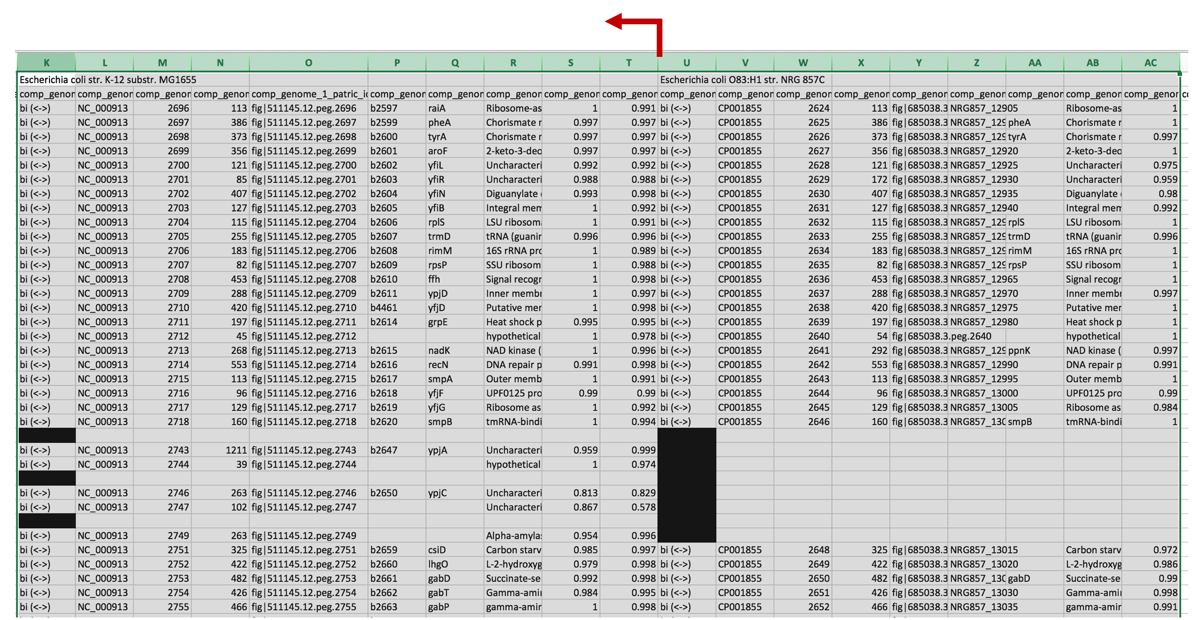 K L M N O P Q R S T U V W X Y Z AA AB AC
Escherichia coli str. K-12 substr. MG1655 Escherichia coli O83:H1 str. NRG 857C
comp_genor comp_genor comp_genon comp_genon comp_genome_1_patric_ic comp_genor comp_genor comp_genor comp_genor comp_genor comp_genor comp_genor comp_genor comp_genor comp_genor comp_genor comp_genor comp_genor comp_genor
bi (<->) NC_000913 2696 113 fig|511145.12.peg.2696 b2597 raiA Ribosome-as 1 0.991 bi (<->) CP001855 2624 113 fig|685038.3 NRG857_12905 Ribosome-as 1
bi (<->) NC_000913 2697 386 fig|511145.12.peg.2697 b2599 pheA Chorismate r 0.997 0.997 bi (<->) CP001855 2625 386 fig|685038.3 NRG857_129 pheA Chorismate r 1
bi (<->) NC_000913 2698 373 fig|511145.12.peg.2698 b2600 tyrA Chorismate r 0.997 0.997 bi (<->) CP001855 2626 373 fig|685038.3 NRG857_129 tyrA Chorismate r 0.997
bi (<->) NC_000913 2699 356 fig|511145.12.peg.2699 b2601 aroF 2-keto-3-deo 0.997 0.997 bi (<->) CP001855 2627 356 fig|685038.3 NRG857_12920 2-keto-3-deo 1
bi (<->) NC_000913 2700 121 fig|511145.12.peg.2700 b2602 yfiL Uncharacteri 0.992 0.992 bi (<->) CP001855 2628 121 fig|685038.3 NRG857_12925 Uncharacteri 0.975
bi (<->) NC_000913 2701 85 fig|511145.12.peg.2701 b2603 yfiR Uncharacteri 0.988 0.988 bi (<->) CP001855 2629 172 fig|685038.3 NRG857_12930 Uncharacteri 0.959
bi (<->) NC_000913 2702 407 fig|511145.12.peg.2702 b2604 yfiN Diguanylate 0.993 0.998 bi (<->) CP001855 2630 407 fig|685038.3 NRG857_12935 Diguanylate 0.98
bi (<->) NC_000913 2703 127 fig|511145.12.peg.2703 b2605 yfiB Integral mem 1 0.992 bi (<->) CP001855 2631 127 fig|685038.3 NRG857_12940 Integral mem 0.992
bi (<->) NC_000913 2704 115 fig|511145.12.peg.2704 b2606 rplS LSU ribosom 1 0.991 bi (<->) CP001855 2632 115 fig|685038.3 NRG857_129 rplS LSU ribosom 1
bi (<->) NC_000913 2705 255 fig|511145.12.peg.2705 b2607 trmD tRNA (guanir 0.996 0.996 bi (<->) CP001855 2633 255 fig|685038.3 NRG857_129 trmD tRNA (guanir 0.996
bi (<->) NC_000913 2706 183 fig|511145.12.peg.2706 b2608 rimM 16S rRNA pro 1 0.989 bi (<->) CP001855 2634 183 fig|685038.3 NRG857_129 rimM 16S rRNA pro 1
bi (<->) NC_000913 2707 82 fig|511145.12.peg.2707 b2609 rpsP SSU ribosom 1 0.988 bi (<->) CP001855 2635 82 fig|685038.3 NRG857_129 rpsP SSU ribosom 1
bi (<->) NC_000913 2708 453 fig|511145.12.peg.2708 b2610 ffh Signal recogr 1 0.998 bi (<->) CP001855 2636 453 fig|685038.3 NRG857_12965 Signal recogr 1
bi (<->) NC_000913 2709 288 fig|511145.12.peg.2709 b2611 ypjD Inner membr 1 0.997 bi (<->) CP001855 2637 288 fig|685038.3 NRG857_12970 Inner membr 0.997
bi (<->) NC_000913 2710 420 fig|511145.12.peg.2710 b4461 yfjD Putative mer 1 0.998 bi (<->) CP001855 2638 420 fig|685038.3 NRG857_12975 Putative mer 1
bi (<->) NC_000913 2711 197 fig|511145.12.peg.2711 b2614 grpE Heat shock p 0.995 0.995 bi (<->) CP001855 2639 197 fig|685038.3 NRG857_12980 Heat shock p 1
bi (<->) NC_000913 2712 45 fig|511145.12.peg.2712 hypothetical 1 0.978 bi (<->) CP001855 2640 54 fig|685038.3.peg.2640 hypothetical 1
bi (<->) NC_000913 2713 268 fig|511145.12.peg.2713 b2615 nadK NAD kinase ( 1 0.996 bi (<->) CP001855 2641 292 fig|685038.3 NRG857_129 ppnK NAD kinase ( 0.997
bi (<->) NC_000913 2714 553 fig|511145.12.peg.2714 b2616 recN DNA repair p 0.991 0.998 bi (<->) CP001855 2642 553 fig|685038.3 NRG857_12990 DNA repair p 0.991
bi (<->) NC_000913 2715 113 fig|511145.12.peg.2715 b2617 smpA Outer memb 1 0.991 bi (<->) CP001855 2643 113 fig|685038.3 NRG857_12995 Outer memb 1
bi (<->) NC_000913 2716 96 fig|511145.12.peg.2716 b2618 yfjF UPF0125 pro 0.99 0.99 bi (<->) CP001855 2644 96 fig|685038.3 NRG857_13000 UPF0125 pro 0.99
bi (<->) NC_000913 2717 129 fig|511145.12.peg.2717 b2619 yfjG Ribosome as 1 0.992 bi (<->) CP001855 2645 129 fig|685038.3 NRG857_13005 Ribosome as 0.984
bi (<->) NC_000913 2718 160 fig|511145.12.peg.2718 b2620 smpB tmRNA-bindi 1 0.994 bi (<->) CP001855 2646 160 fig|685038.3 NRG857_130 smpB tmRNA-bindi 1
bi (<->) NC_000913 2743 1211 fig|511145.12.peg.2743 b2647 ypjA Uncharacteri 0.959 0.999
bi (<->) NC_000913 2744 39 fig|511145.12.peg.2744 hypothetical 1 0.974
bi (<->) NC_000913 2746 263 fig|511145.12.peg.2746 b2650 ypjC Uncharacteri 0.813 0.829
bi (<->) NC_000913 2747 102 fig|511145.12.peg.2747 Uncharacteri 0.867 0.578
bi (<->) NC_000913 2749 263 fig|511145.12.peg.2749 Alpha-amyla: 0.954 0.996
bi (<->) NC_000913 2751 325 fig|511145.12.peg.2751 b2659 csiD Carbon starv 0.985 0.997 bi (<->) CP001855 2648 325 fig|685038.3 NRG857_13015 Carbon starv 0.972
bi (<->) NC_000913 2752 422 fig|511145.12.peg.2752 b2660 lhgO L-2-hydroxyg 0.979 0.998 bi (<->) CP001855 2649 422 fig|685038.3 NRG857_13020 L-2-hydroxyg 0.986
bi (<->) NC_000913 2753 482 fig|511145.12.peg.2753 b2661 gabD Succinate-se 0.992 0.998 bi (<->) CP001855 2650 482 fig|685038.3 NRG857_130 gabD Succinate-se 0.99
bi (<->) NC_000913 2754 426 fig|511145.12.peg.2754 b2662 gabT Gamma-ami 0.984 0.995 bi (<->) CP001855 2651 426 fig|685038.3 NRG857_13030 Gamma-ami 0.998
bi (<->) NC_000913 2755 466 fig|511145.12.peg.2755 b2663 gabP gamma-amir 1 0.998 bi (<->) CP001855 2652 466 fig|685038.3 NRG857_13035 gamma-amir 0.991